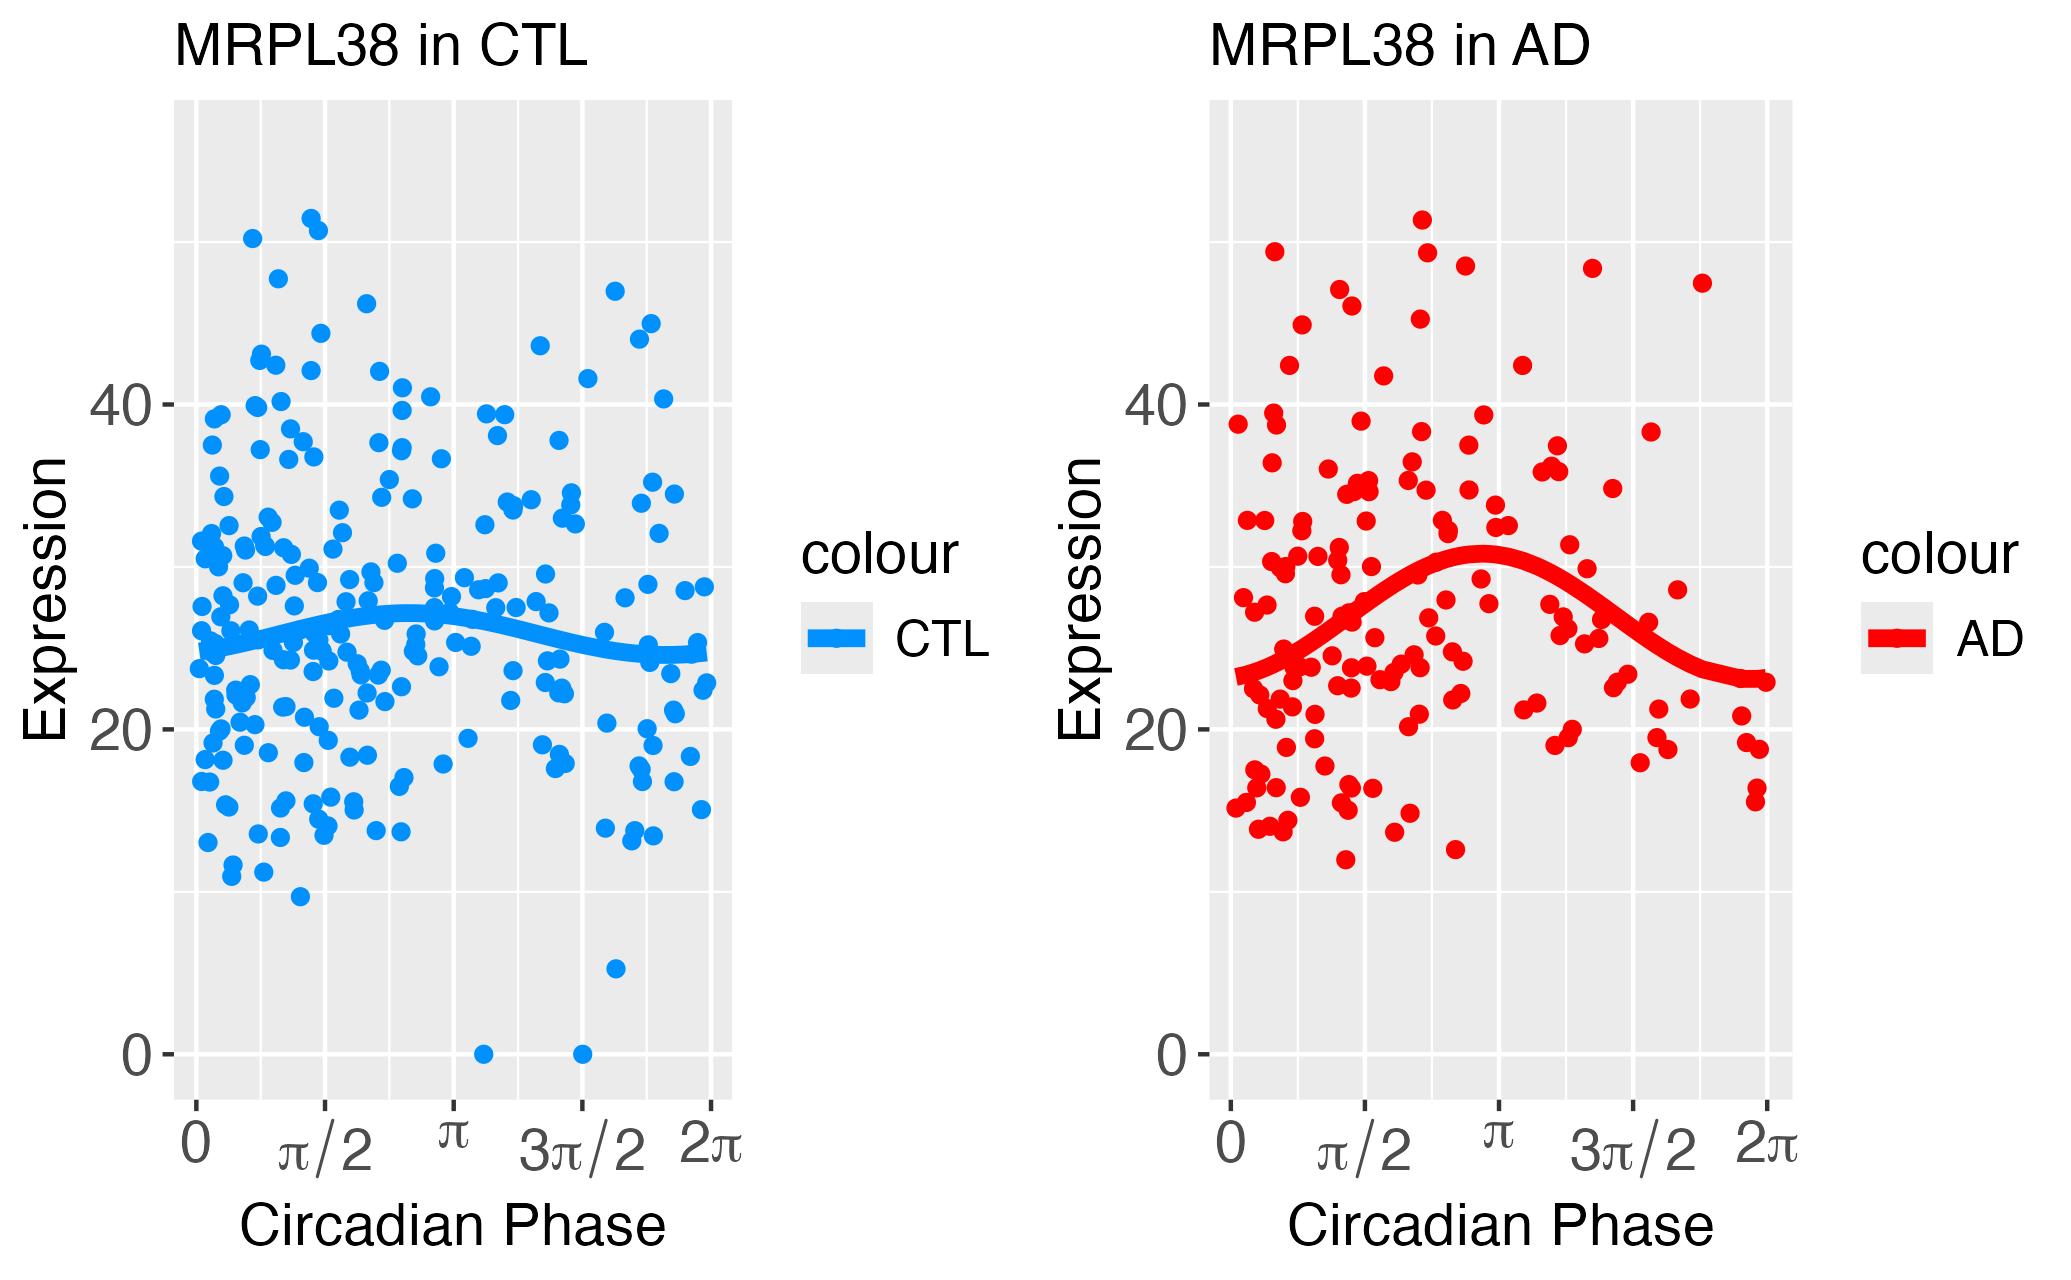 MRPL38 in CTL
Expression
40
20
0
0 π/2 π 3π/2 2π
Circadian Phase
colour
CTL
MRPL38 in AD
Expression
40
20
0
0 π/2 π 3π/2 2π
Circadian Phase
colour
AD